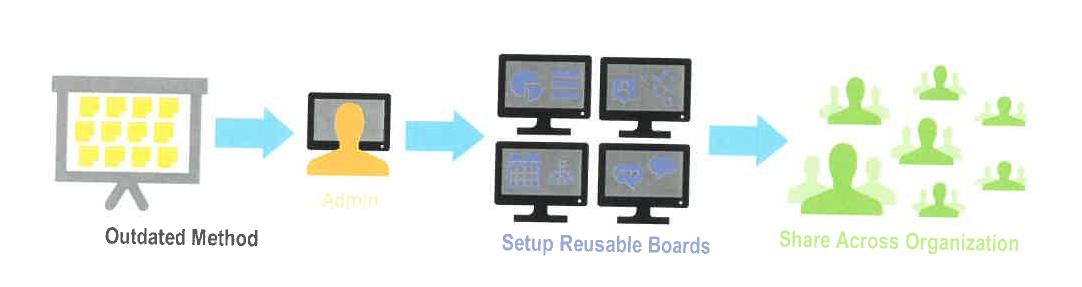 Admin
Outdated Method
Setup Reusable Boards
Share Across Organization